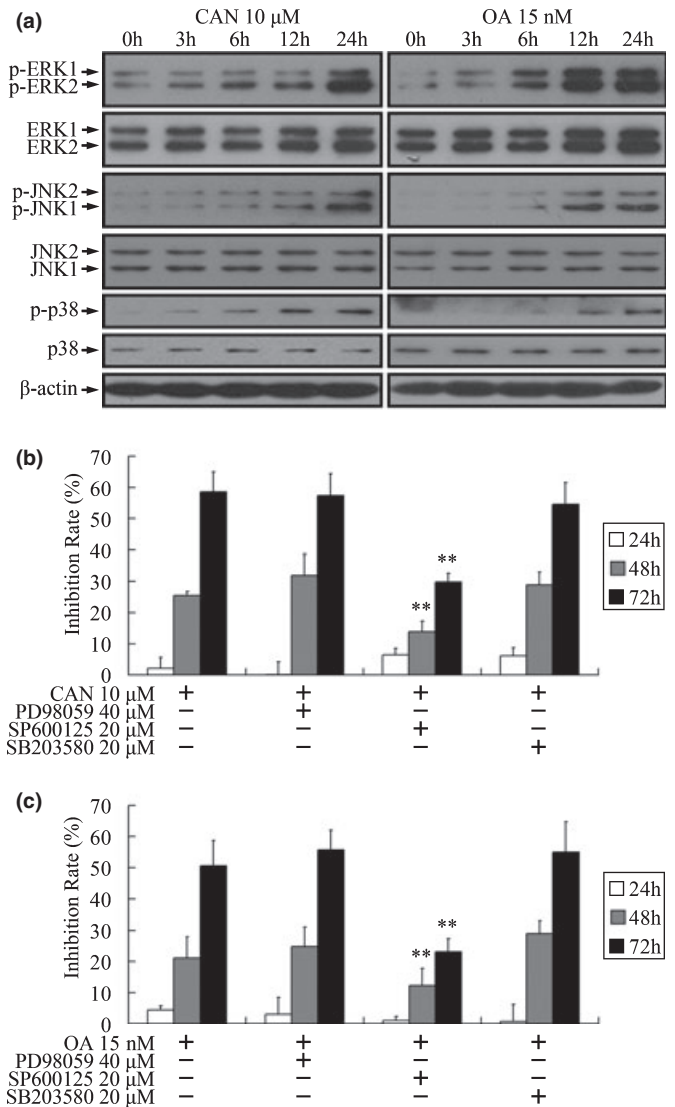 (a)
CAN 10 μM OA 15 nM
0h 3h 6h 12h 24h 0h 3h 6h 12h 24h
p-ERK1
p-ERK2
ERK1
ERK2
p-JNK2
p-JNK1
JNK2
JNK1
p-p38
p38
β-actin
(b)
Inhibition Rate (%)
70
60
50
40
30
20
10
0
** **
24h
48h
72h
CAN 10 μM + + + +
PD98059 40 μM − + − −
SP600125 20 μM − − + −
SB203580 20 μM − − − +
(c)
Inhibition Rate (%)
70
60
50
40
30
20
10
0
** **
24h
48h
72h
OA 15 nM + + + +
PD98059 40 μM − + − −
SP600125 20 μM − − + −
SB203580 20 μM − − − +